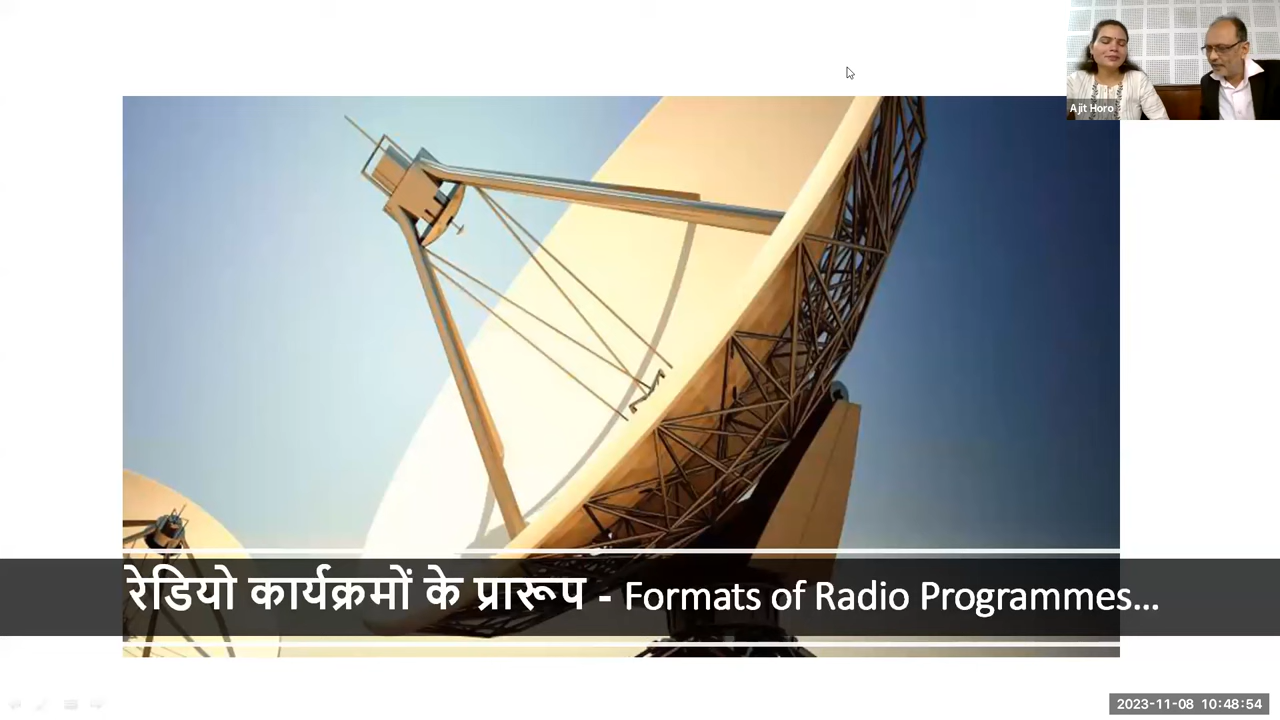 Ajit Horo
रेडियो कार्यक्रमों के प्रारूप - Formats of Radio Programmes...
2023-11-08 10:48:54